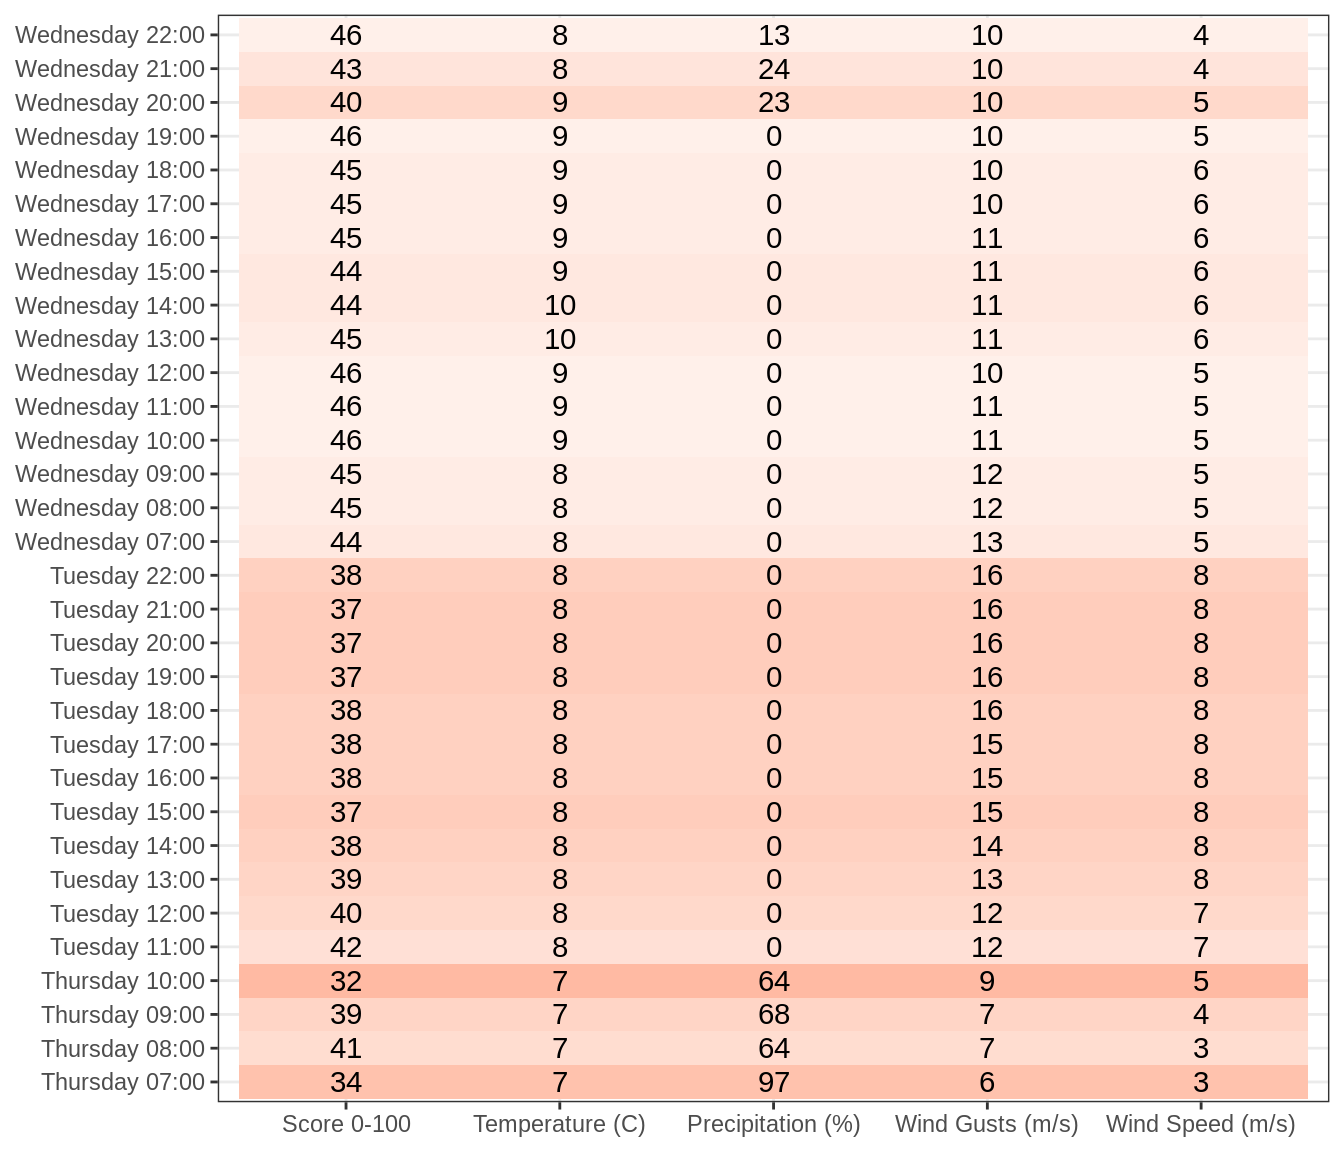 Wednesday 22:00 46 8 13 10 4
Wednesday 21:00 43 8 24 10 4
Wednesday 20:00 40 9 23 10 5
Wednesday 19:00 46 9 0 10 5
Wednesday 18:00 45 9 0 10 6
Wednesday 17:00 45 9 0 10 6
Wednesday 16:00 45 9 0 11 6
Wednesday 15:00 44 9 0 11 6
Wednesday 14:00 44 10 0 11 6
Wednesday 13:00 45 10 0 11 6
Wednesday 12:00 46 9 0 10 5
Wednesday 11:00 46 9 0 11 5
Wednesday 10:00 46 9 0 11 5
Wednesday 09:00 45 8 0 12 5
Wednesday 08:00 45 8 0 12 5
Wednesday 07:00 44 8 0 13 5
Tuesday 22:00 38 8 0 16 8
Tuesday 21:00 37 8 0 16 8
Tuesday 20:00 37 8 0 16 8
Tuesday 19:00 37 8 0 16 8
Tuesday 18:00 38 8 0 16 8
Tuesday 17:00 38 8 0 15 8
Tuesday 16:00 38 8 0 15 8
Tuesday 15:00 37 8 0 15 8
Tuesday 14:00 38 8 0 14 8
Tuesday 13:00 39 8 0 13 8
Tuesday 12:00 40 8 0 12 7
Tuesday 11:00 42 8 0 12 7
Thursday 10:00 32 7 64 9 5
Thursday 09:00 39 7 68 7 4
Thursday 08:00 41 7 64 7 3
Thursday 07:00 34 7 97 6 3
Score 0-100 Temperature (C) Precipitation (%) Wind Gusts (m/s) Wind Speed (m/s)